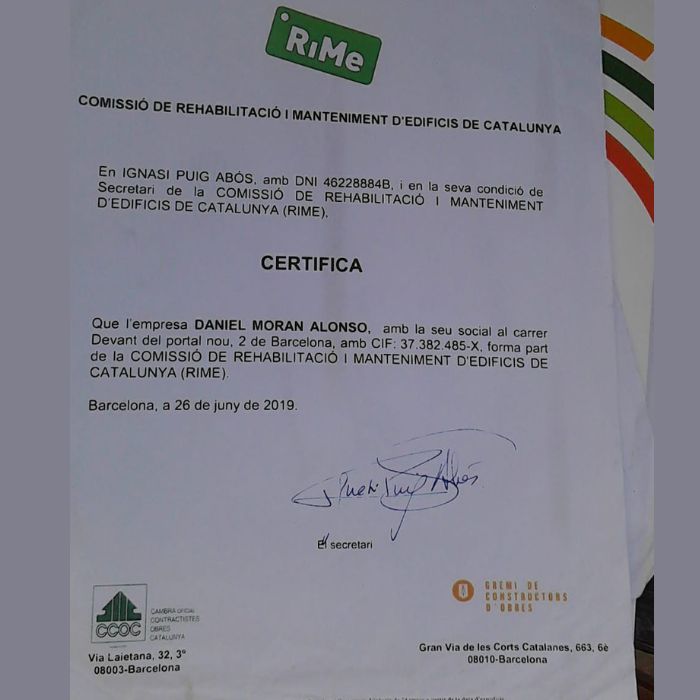 RiMe
COMISSIÓ DE REHABILITACIÓ I MANTENIMENT D'EDIFICIS DE CATALUNYA
En IGNASI PUIG ABÓS, amb DNI 46228884B, i en la seva condició de
Secretari de la COMISSIÓ DE REHABILITACIÓ I MANTENIMENT
D'EDIFICIS DE CATALUNYA (RIME),
CERTIFICA
Que l'empresa DANIEL MORAN ALONSO, amb la seu social al carrer
Devant del portal nou, 2 de Barcelona, amb CIF: 37.382.485-X, forma part
de la COMISSIÓ DE REHABILITACIÓ I MANTENIMENT D'EDIFICIS DE
CATALUNYA (RIME).
Barcelona, a 26 de juny de 2019.
El secretari
CCOC
CAMBRA OFICIAL
CONTRACTISTES
OBRES
CATALUNYA
Via Laietana, 32, 3º
08003-Barcelona
GREMI DE
CONSTRUCTORS
D'OBRES
Gran Via de les Corts Catalanes, 663, 6è
08010-Barcelona